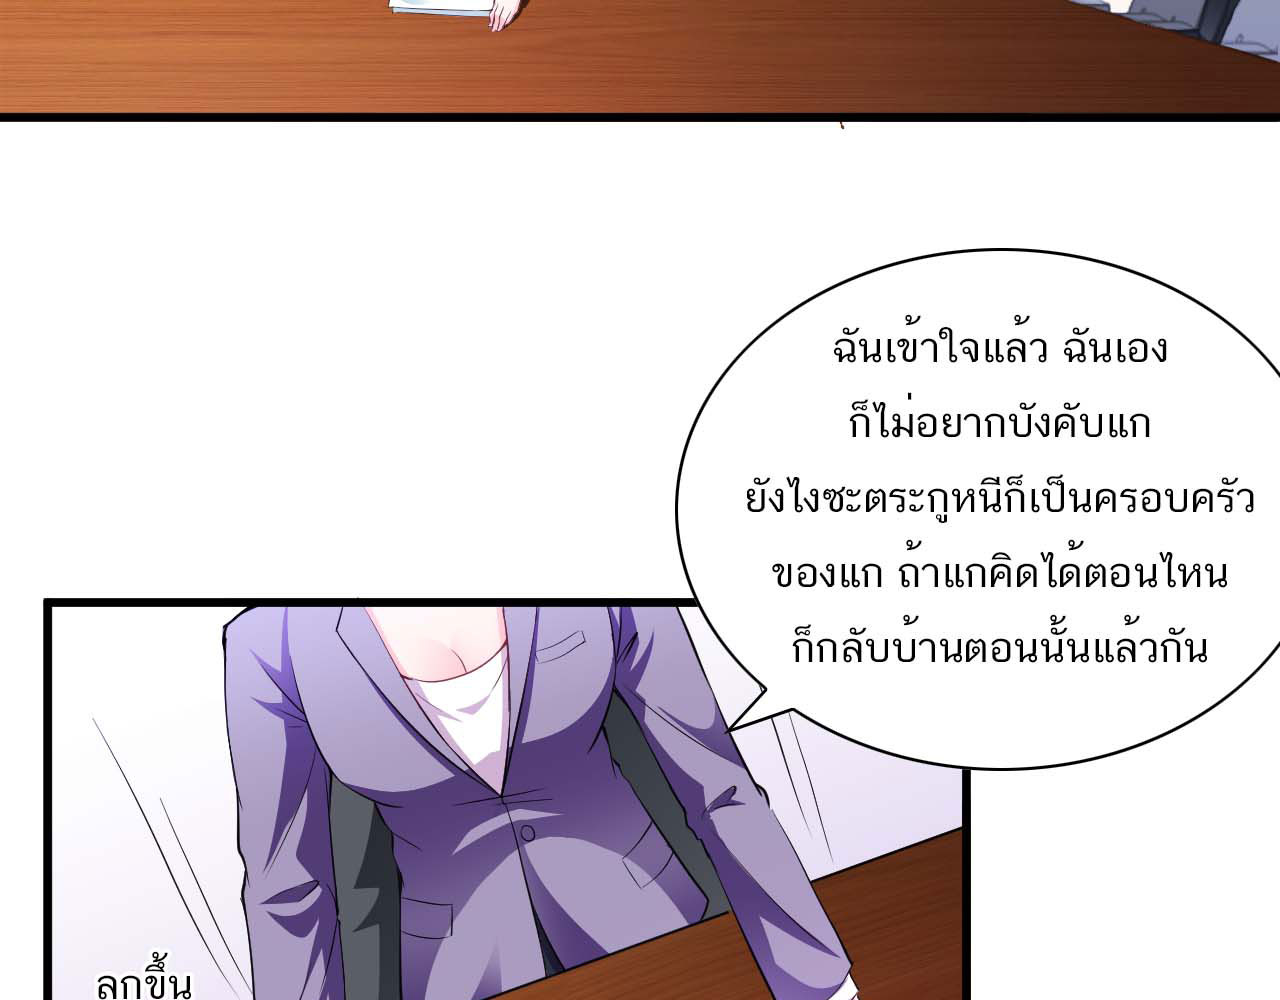 ฉันเข้าใจแล้ว ฉันเอง
ก็ไม่อยากบังคับแก
ยังไงซะตระกูหนีก็เป็นครอบครัว
ของแก ถ้าแกคิดได้ตอนไหน
ก็กลับบ้านตอนนั้นแล้วกัน
ลุกขึ้น